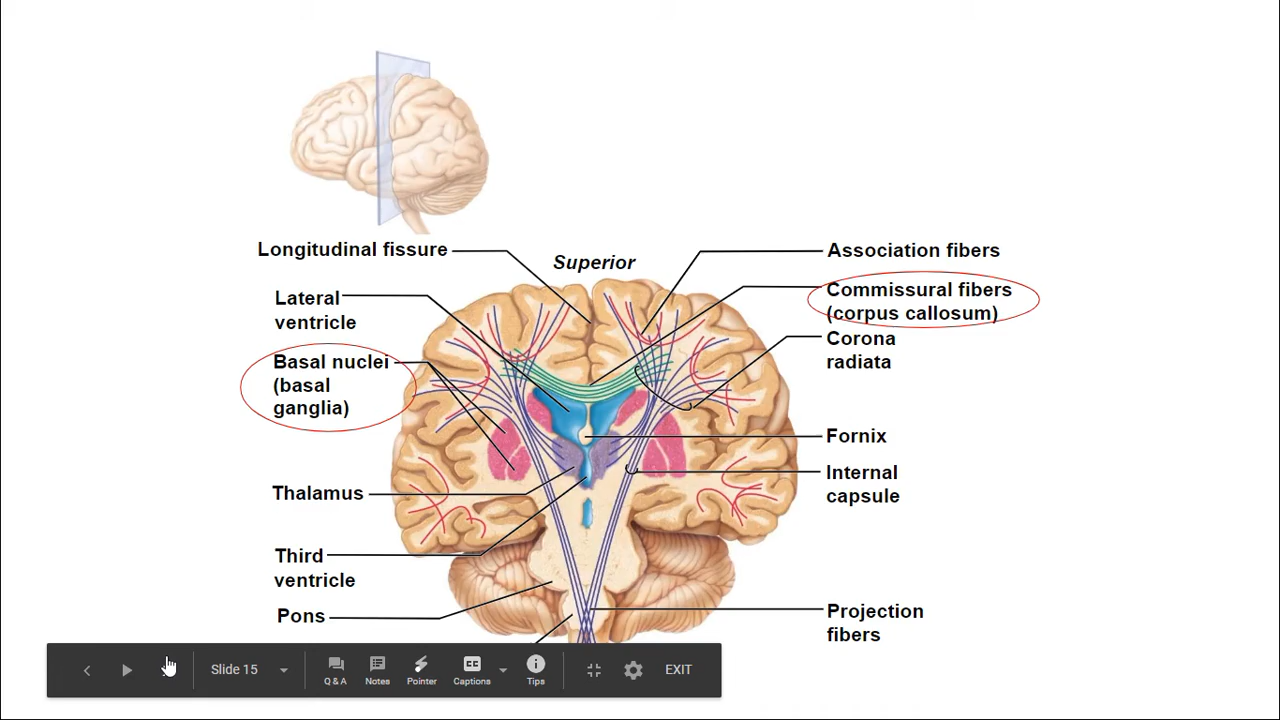 Longitudinal fissure
Superior
Association fibers
Lateral
ventricle
Commissural fibers
(corpus callosum)
Basal nuclei
(basal
ganglia)
Corona
radiata
Fornix
Thalamus
Internal
capsule
Third
ventricle
Pons
Projection
fibers
Slide 15
Q & A
Notes
Pointer
CC
Captions
Tips
EXIT